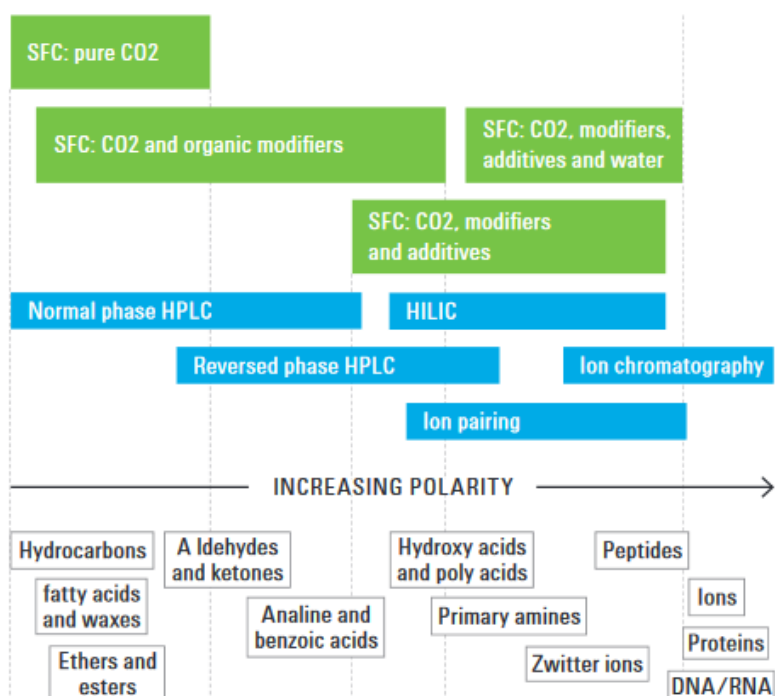 SFC: pure CO2
SFC: CO2 and organic modifiers
SFC: CO2, modifiers,
additives and water
SFC: CO2, modifiers
and additives
Normal phase HPLC
HILIC
Reversed phase HPLC
Ion chromatography
Ion pairing
INCREASING POLARITY
Hydrocarbons
A ldehydes
and ketones
Hydroxy acids
and poly acids
Peptides
fatty acids
and waxes
Analine and
benzoic acids
Primary amines
Ions
Ethers and
esters
Zwitter ions
Proteins
DNA/RNA